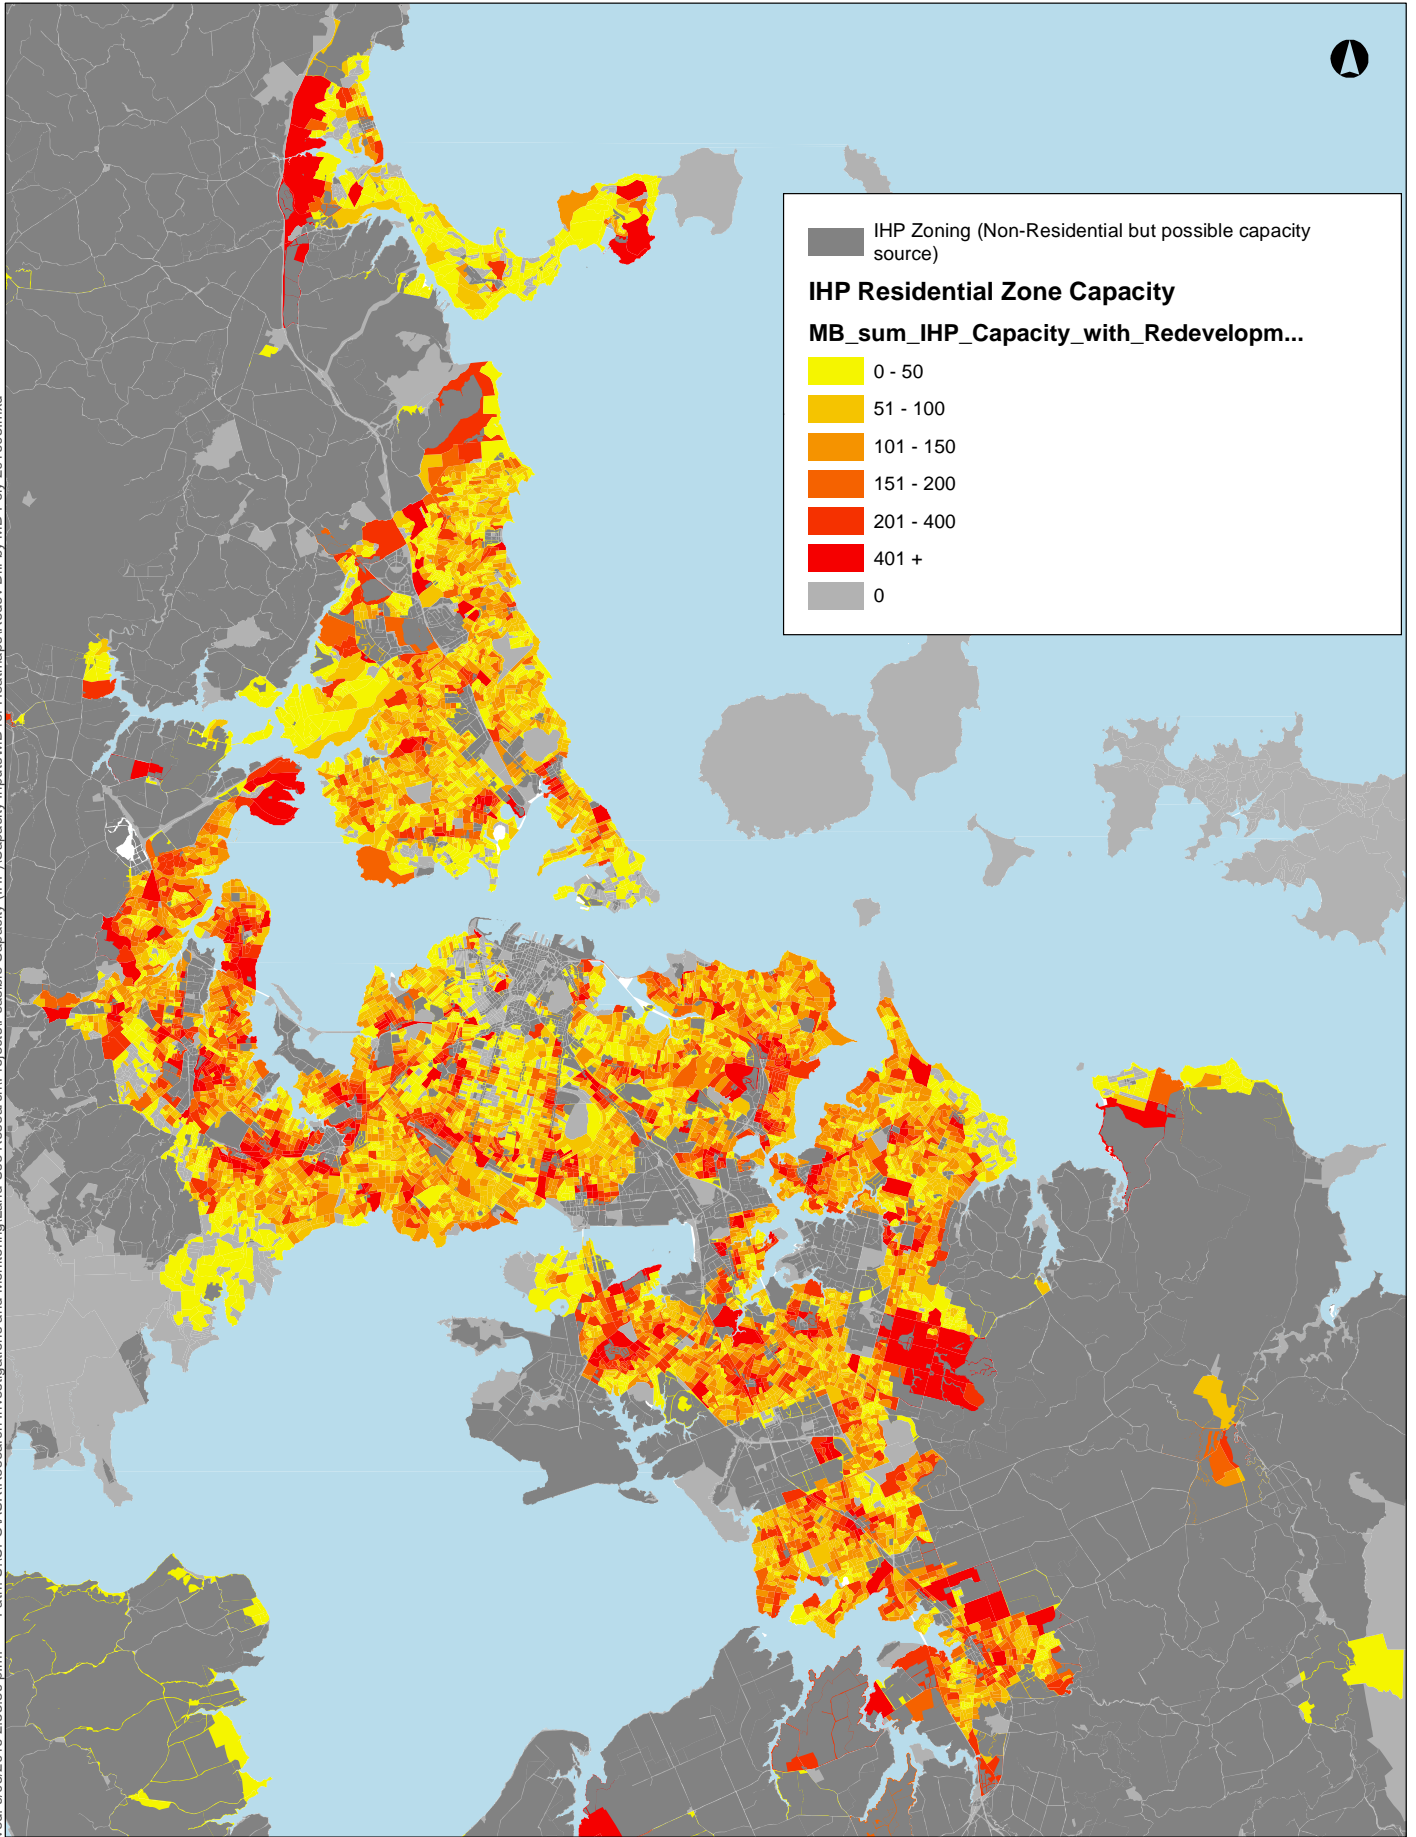 IHP Zoning (Non-Residential but possible capacity
source)
IHP Residential Zone Capacity
MB_sum_IHP_Capacity_with_Redevelopm...
0 - 50
51 - 100
101 - 150
151 - 200
201 - 400
401 +
0